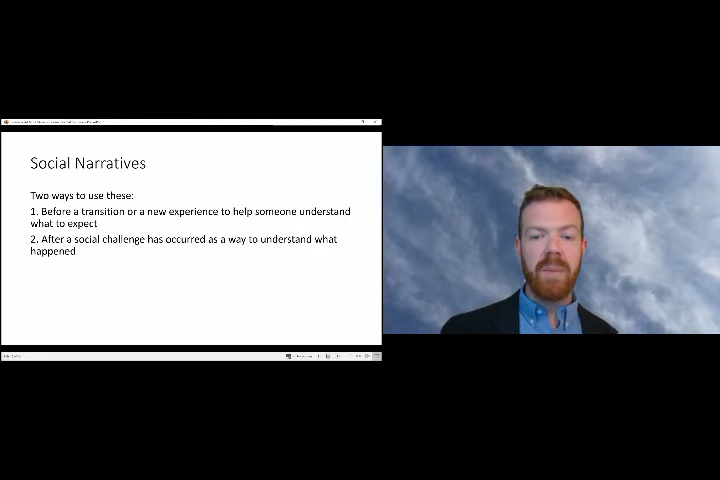 Social Narratives
Two ways to use these:
1. Before a transition or a new experience to help someone understand
what to expect
2. After a social challenge has occurred as a way to understand what
happened